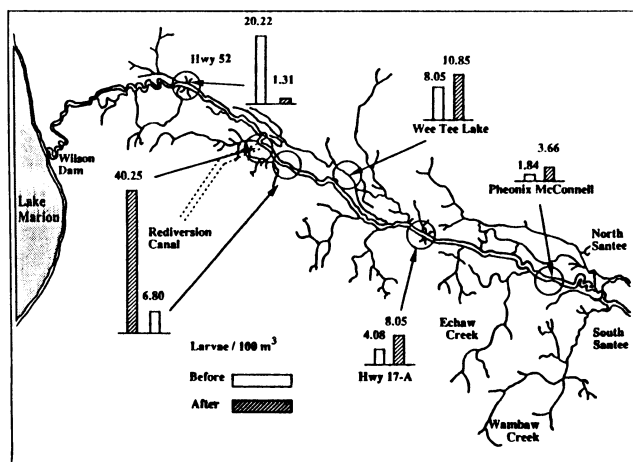 20.22
Hwy 52
1.31
10.85
8.05
Wee Tee Lake
3.66
1.84
Pheonix McConnell
Wilson
Dam
40.25
Lake
Marion
Rediversion
Canal
North
Santee
6.80
8.05
4.08
Echaw
Creek
South
Santee
Larvae / 100 m³
Hwy 17-A
Before
After
Wambaw
Creek